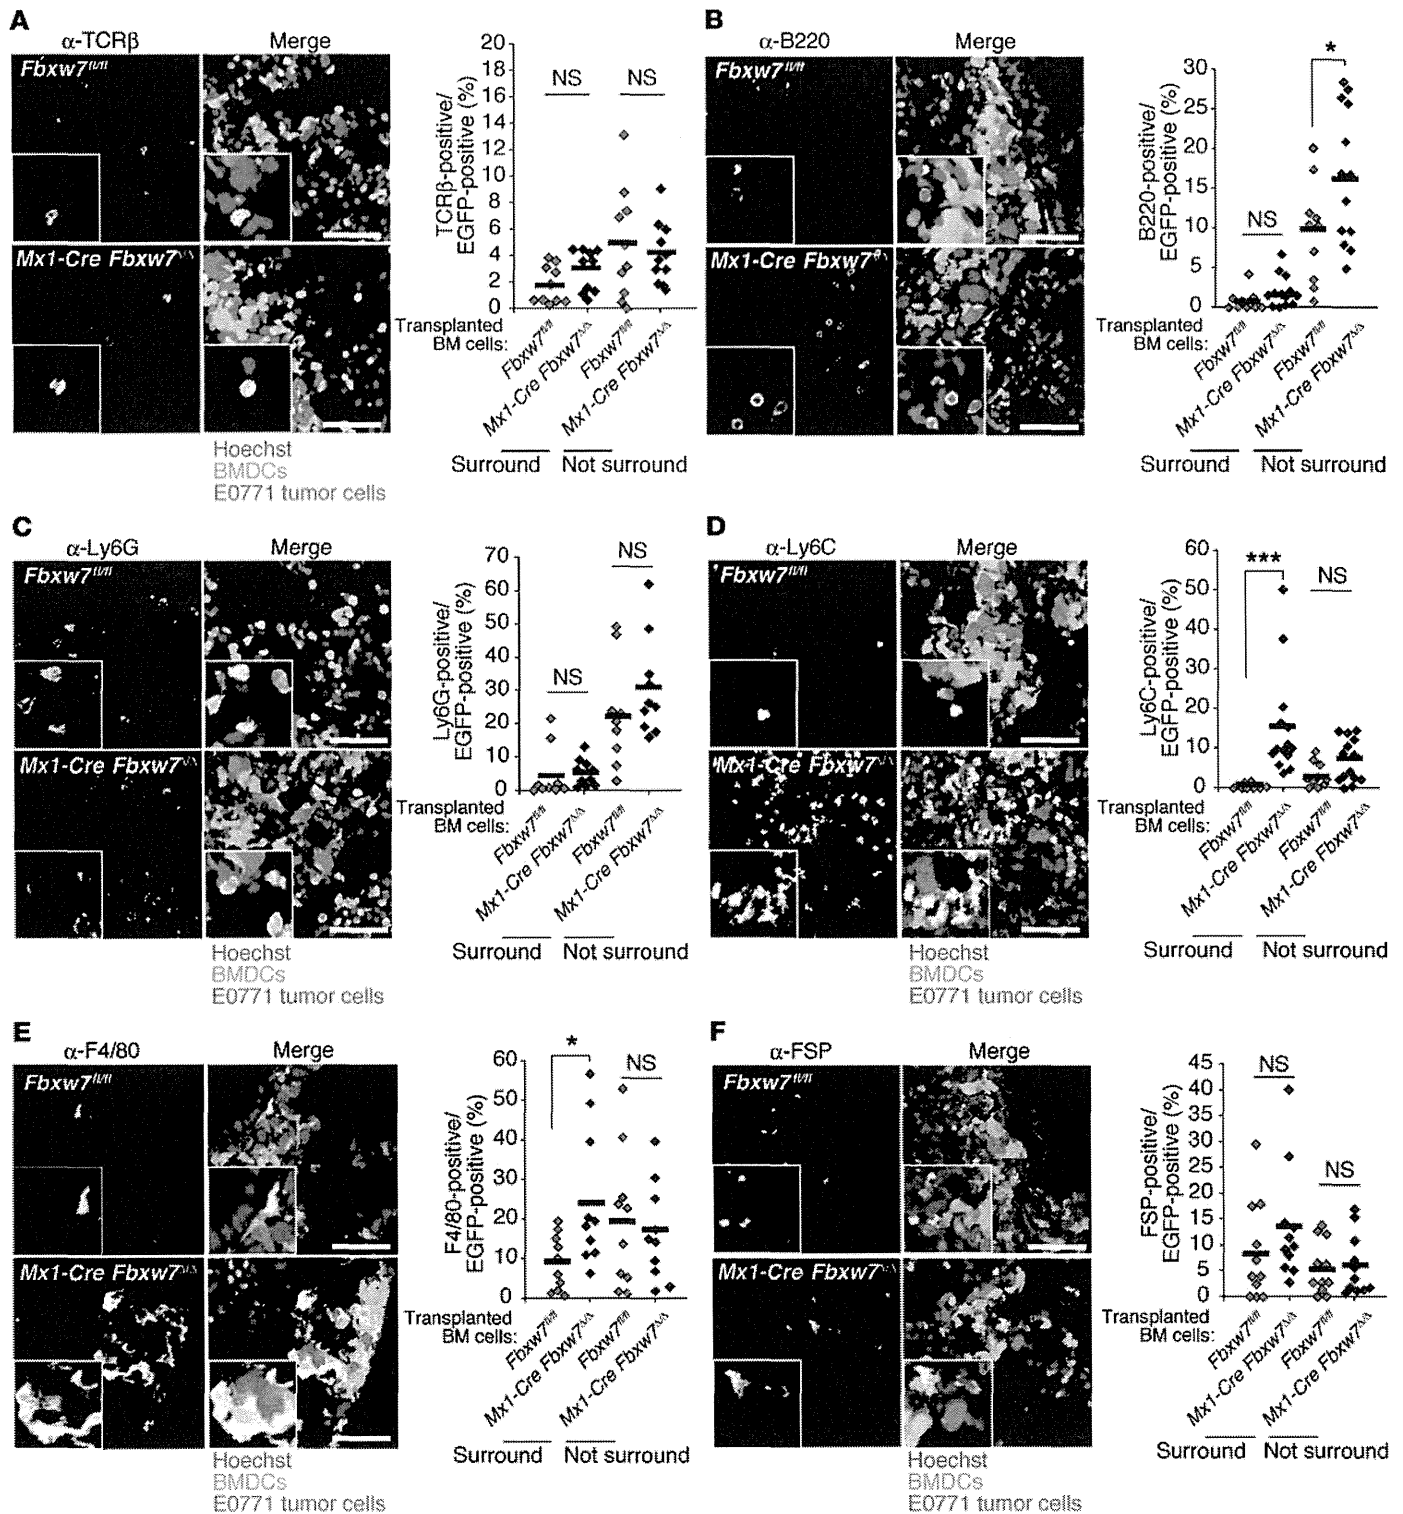 A
α-TCRβ
Merge
Fbxw7fl/fl
Mx1-Cre Fbxw7Δ/Δ
Hoechst
BMDCs
E0771 tumor cells
TCRβ-positive/
EGFP-positive (%)
20
18
16
14
12
10
8
6
4
2
0
NS
NS
Transplanted
BM cells:
Fbxw7fl/fl
Mx1-Cre Fbxw7Δ/Δ
Fbxw7fl/fl
Mx1-Cre Fbxw7Δ/Δ
Surround
Not surround
B
α-B220
Merge
Fbxw7fl/fl
Mx1-Cre Fbxw7
B220-positive/
EGFP-positive (%)
30
25
20
15
10
5
0
NS
*
Transplanted
BM cells:
Fbxw7fl/fl
Mx1-Cre Fbxw7Δ/Δ
Fbxw7fl/fl
Mx1-Cre Fbxw7Δ/Δ
Surround
Not surround
C
α-Ly6G
Merge
Fbxw7fl/fl
Mx1-Cre Fbxw7Δ/Δ
Hoechst
BMDCs
E0771 tumor cells
Ly6G-positive/
EGFP-positive (%)
70
60
50
40
30
20
10
0
NS
NS
Transplanted
BM cells:
Fbxw7fl/fl
Mx1-Cre Fbxw7Δ/Δ
Fbxw7fl/fl
Mx1-Cre Fbxw7Δ/Δ
Surround
Not surround
D
α-Ly6C
Merge
Fbxw7fl/fl
Mx1-Cre Fbxw7Δ/Δ
Hoechst
BMDCs
E0771 tumor cells
Ly6C-positive/
EGFP-positive (%)
60
50
40
30
20
10
0
***
NS
Transplanted
BM cells:
Fbxw7fl/fl
Mx1-Cre Fbxw7Δ/Δ
Fbxw7fl/fl
Mx1-Cre Fbxw7Δ/Δ
Surround
Not surround
E
α-F4/80
Merge
Fbxw7fl/fl
Mx1-Cre Fbxw7Δ/Δ
Hoechst
BMDCs
E0771 tumor cells
F4/80-positive/
EGFP-positive (%)
60
50
40
30
20
10
0
*
NS
Transplanted
BM cells:
Fbxw7fl/fl
Mx1-Cre Fbxw7Δ/Δ
Fbxw7fl/fl
Mx1-Cre Fbxw7Δ/Δ
Surround
Not surround
F
α-FSP
Merge
Fbxw7fl/fl
Mx1-Cre Fbxw7Δ/Δ
Hoechst
BMDCs
E0771 tumor cells
FSP-positive/
EGFP-positive (%)
45
40
35
30
25
20
15
10
5
0
NS
NS
Transplanted
BM cells:
Fbxw7fl/fl
Mx1-Cre Fbxw7Δ/Δ
Fbxw7fl/fl
Mx1-Cre Fbxw7Δ/Δ
Surround
Not surround